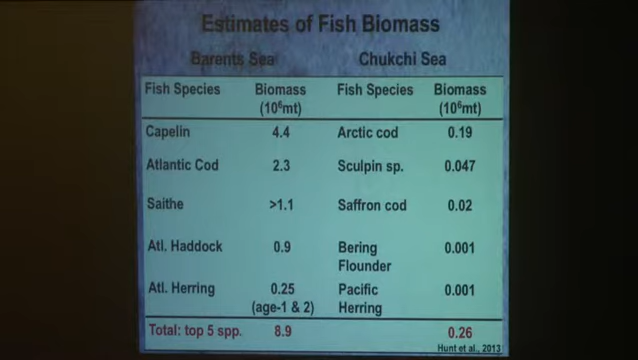 Estimates of Fish Biomass
Barents Sea Chukchi Sea
Fish Species Biomass Fish Species Biomass
(10⁶mt) (10⁶mt)
Capelin 4.4 Arctic cod 0.19
Atlantic Cod 2.3 Sculpin sp. 0.047
Saithe >1.1 Saffron cod 0.02
Atl. Haddock 0.9 Bering 0.001
Flounder
Atl. Herring 0.25 Pacific 0.001
(age-1 & 2) Herring
Total: top 5 spp. 8.9 0.26
Hunt et al., 2013